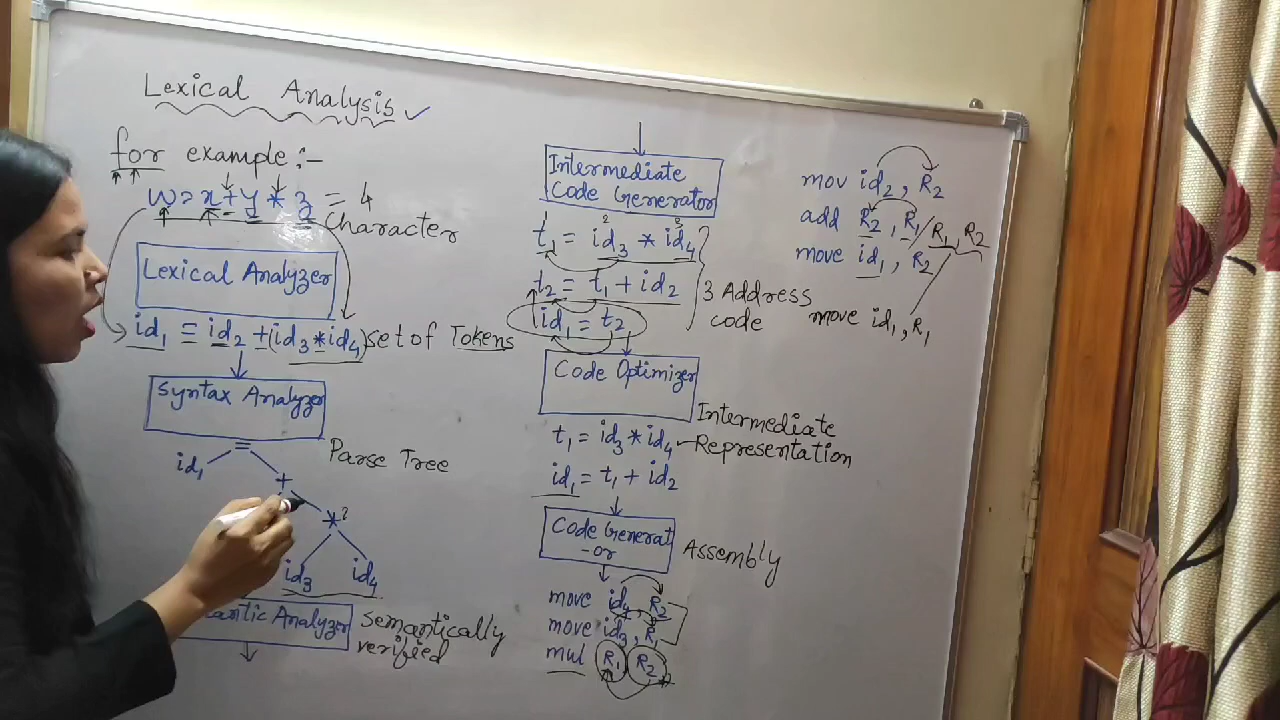 Lexical Analysis ✓
for example :-
w = x + y * z = 4
Character
Lexical Analyzer
id1 = id2 + (id3 * id4) set of Tokens
Syntax Analyzer
=
id1
+
Parse Tree
* ?
id3 id4
antic Analyzer
semantically
verified
Intermediate
Code Generator
t1 = id3 * id4
t2 = t1 + id2
id1 = t2
3 Address
code
Code Optimizer
Intermediate
Representation
t1 = id3 * id4
id1 = t1 + id2
Code Generat
-or
Assembly
move id4 R2
move id3, R1
mul R1 R2
mov id2, R2
add R2, R1 / R1, R2
move id1, R2
move id1, R1